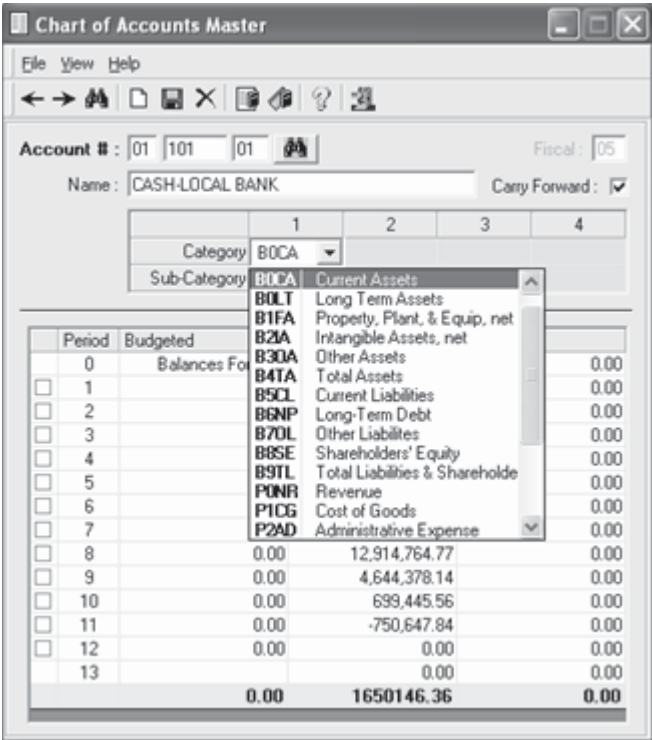 Chart of Accounts Master
File View Help
Account # : 01 101 01 Fiscal : 05
Name : CASH-LOCAL BANK Carry Forward :
1 2 3 4
Category B0CA
Sub-Category B0CA Current Assets
B0LT Long Term Assets
B1FA Property, Plant, & Equip, net
B2IA Intangible Assets, net
B3OA Other Assets
B4TA Total Assets
B5CL Current Liabilities
B6NP Long-Term Debt
B7OL Other Liabilites
B8SE Shareholders' Equity
B9TL Total Liabilities & Shareholde
P0NR Revenue
P1CG Cost of Goods
P2AD Administrative Expense
Period Budgeted
0 Balances For 0.00
1 0.00
2 0.00
3 0.00
4 0.00
5 0.00
6 0.00
7 0.00
8 0.00 12,914,764.77 0.00
9 0.00 4,644,378.14 0.00
10 0.00 699,445.56 0.00
11 0.00 -750,647.84 0.00
12 0.00 0.00 0.00
13 0.00 0.00
0.00 1650146.36 0.00